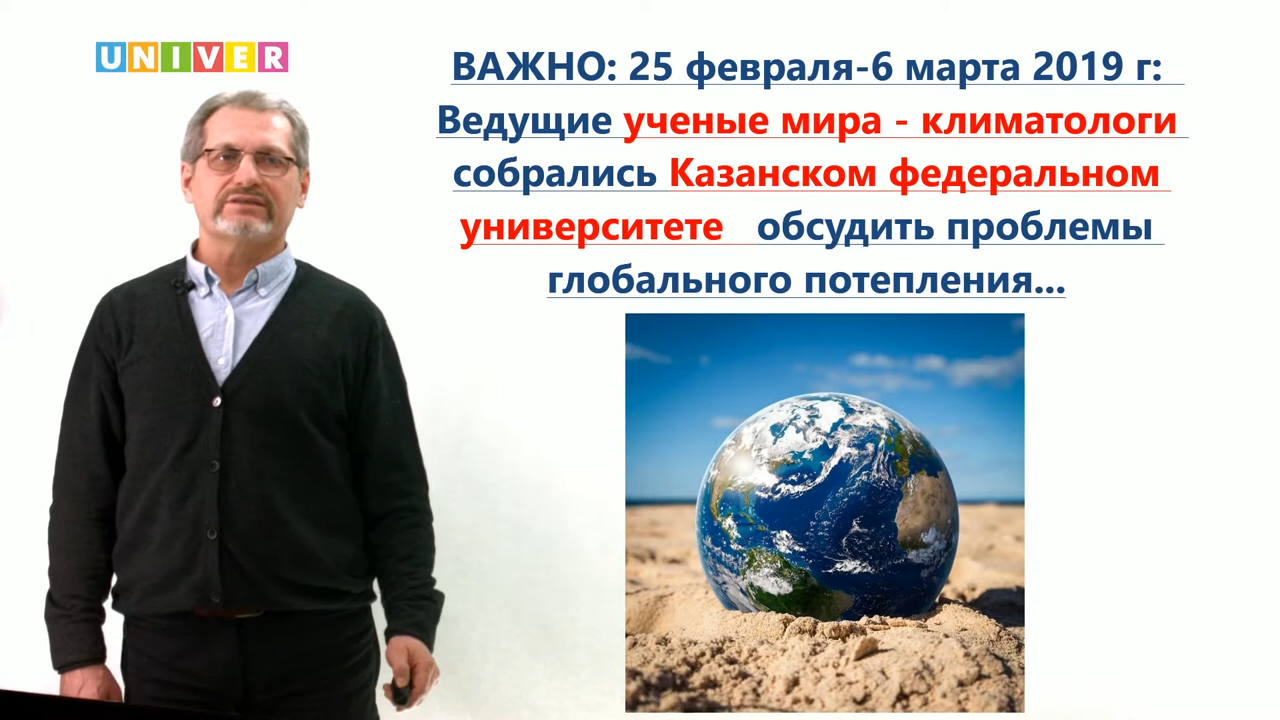 UNIVER
ВАЖНО: 25 февраля-6 марта 2019 г:
Ведущие ученые мира - климатологи
собрались Казанском федеральном
университете обсудить проблемы
глобального потепления...